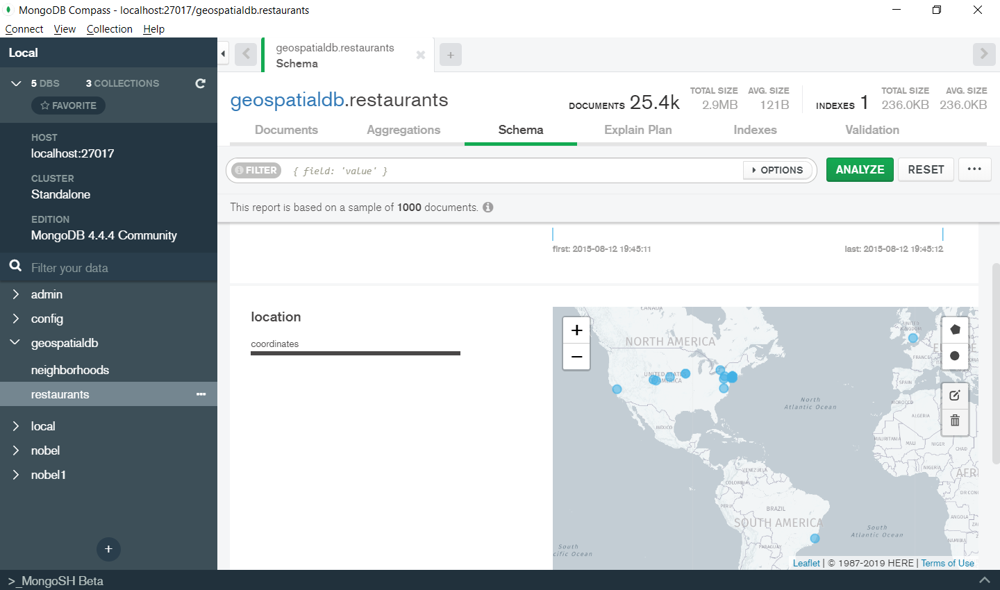 MongoDB Compass - localhost:27017/geospatialdb.restaurants
Connect View Collection Help
Local
5 DBS 3 COLLECTIONS
FAVORITE
HOST
localhost:27017
CLUSTER
Standalone
EDITION
MongoDB 4.4.4 Community
Filter your data
admin
config
geospatialdb
neighborhoods
restaurants
local
nobel
nobel1
>_MongoSH Beta
geospatialdb.restaurants
Schema
geospatialdb.restaurants
DOCUMENTS 25.4k
TOTAL SIZE
2.9MB
AVG. SIZE
121B
INDEXES 1
TOTAL SIZE
236.0KB
AVG. SIZE
236.0KB
Documents Aggregations Schema Explain Plan Indexes Validation
FILTER { field: 'value' } OPTIONS ANALYZE RESET
This report is based on a sample of 1000 documents.
first: 2015-08-12 19:45:11 last: 2015-08-12 19:45:12
location
coordinates
CANADA
NORTH AMERICA
UNITED STATES
AMERICA
MEXICO
North
Atlantic Ocean
UNITED
KINGDOM
FRANCE
SPAIN
MOROCCO
ALGERIA
MAURITANIA
MALI
NIGER
CHAD
NIGERIA
AFRI
DR CON
ANGOLA
NAMIBIA
VENEZUELA
COLOMBIA
PERU
BRAZIL
SOUTH AMERICA
PARAGUAY
South
Atlantic Ocean
South
cific Ocean
Leaflet | © 1987-2019 HERE | Terms of Use